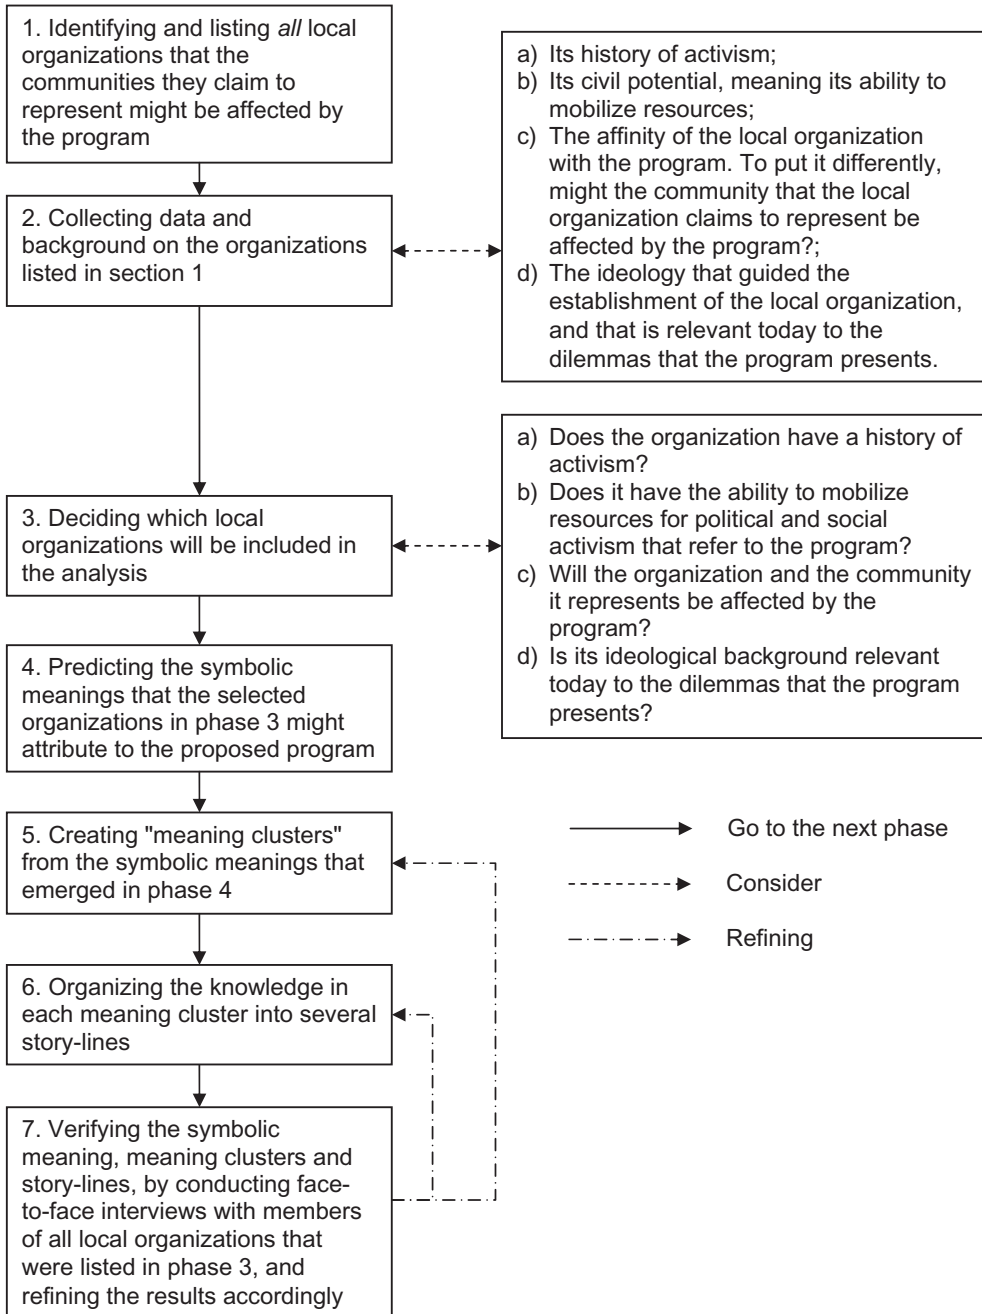 1. Identifying and listing all local
organizations that the
communities they claim to
represent might be affected by
the program
2. Collecting data and
background on the organizations
listed in section 1
a) Its history of activism;
b) Its civil potential, meaning its ability to
mobilize resources;
c) The affinity of the local organization
with the program. To put it differently,
might the community that the local
organization claims to represent be
affected by the program?;
d) The ideology that guided the
establishment of the local organization,
and that is relevant today to the
dilemmas that the program presents.
3. Deciding which local
organizations will be included in
the analysis
a) Does the organization have a history of
activism?
b) Does it have the ability to mobilize
resources for political and social
activism that refer to the program?
c) Will the organization and the community
it represents be affected by the
program?
d) Is its ideological background relevant
today to the dilemmas that the program
presents?
4. Predicting the symbolic
meanings that the selected
organizations in phase 3 might
attribute to the proposed program
5. Creating "meaning clusters"
from the symbolic meanings that
emerged in phase 4
6. Organizing the knowledge in
each meaning cluster into several
story-lines
7. Verifying the symbolic
meaning, meaning clusters and
story-lines, by conducting face-
to-face interviews with members
of all local organizations that
were listed in phase 3, and
refining the results accordingly
Go to the next phase
Consider
Refining